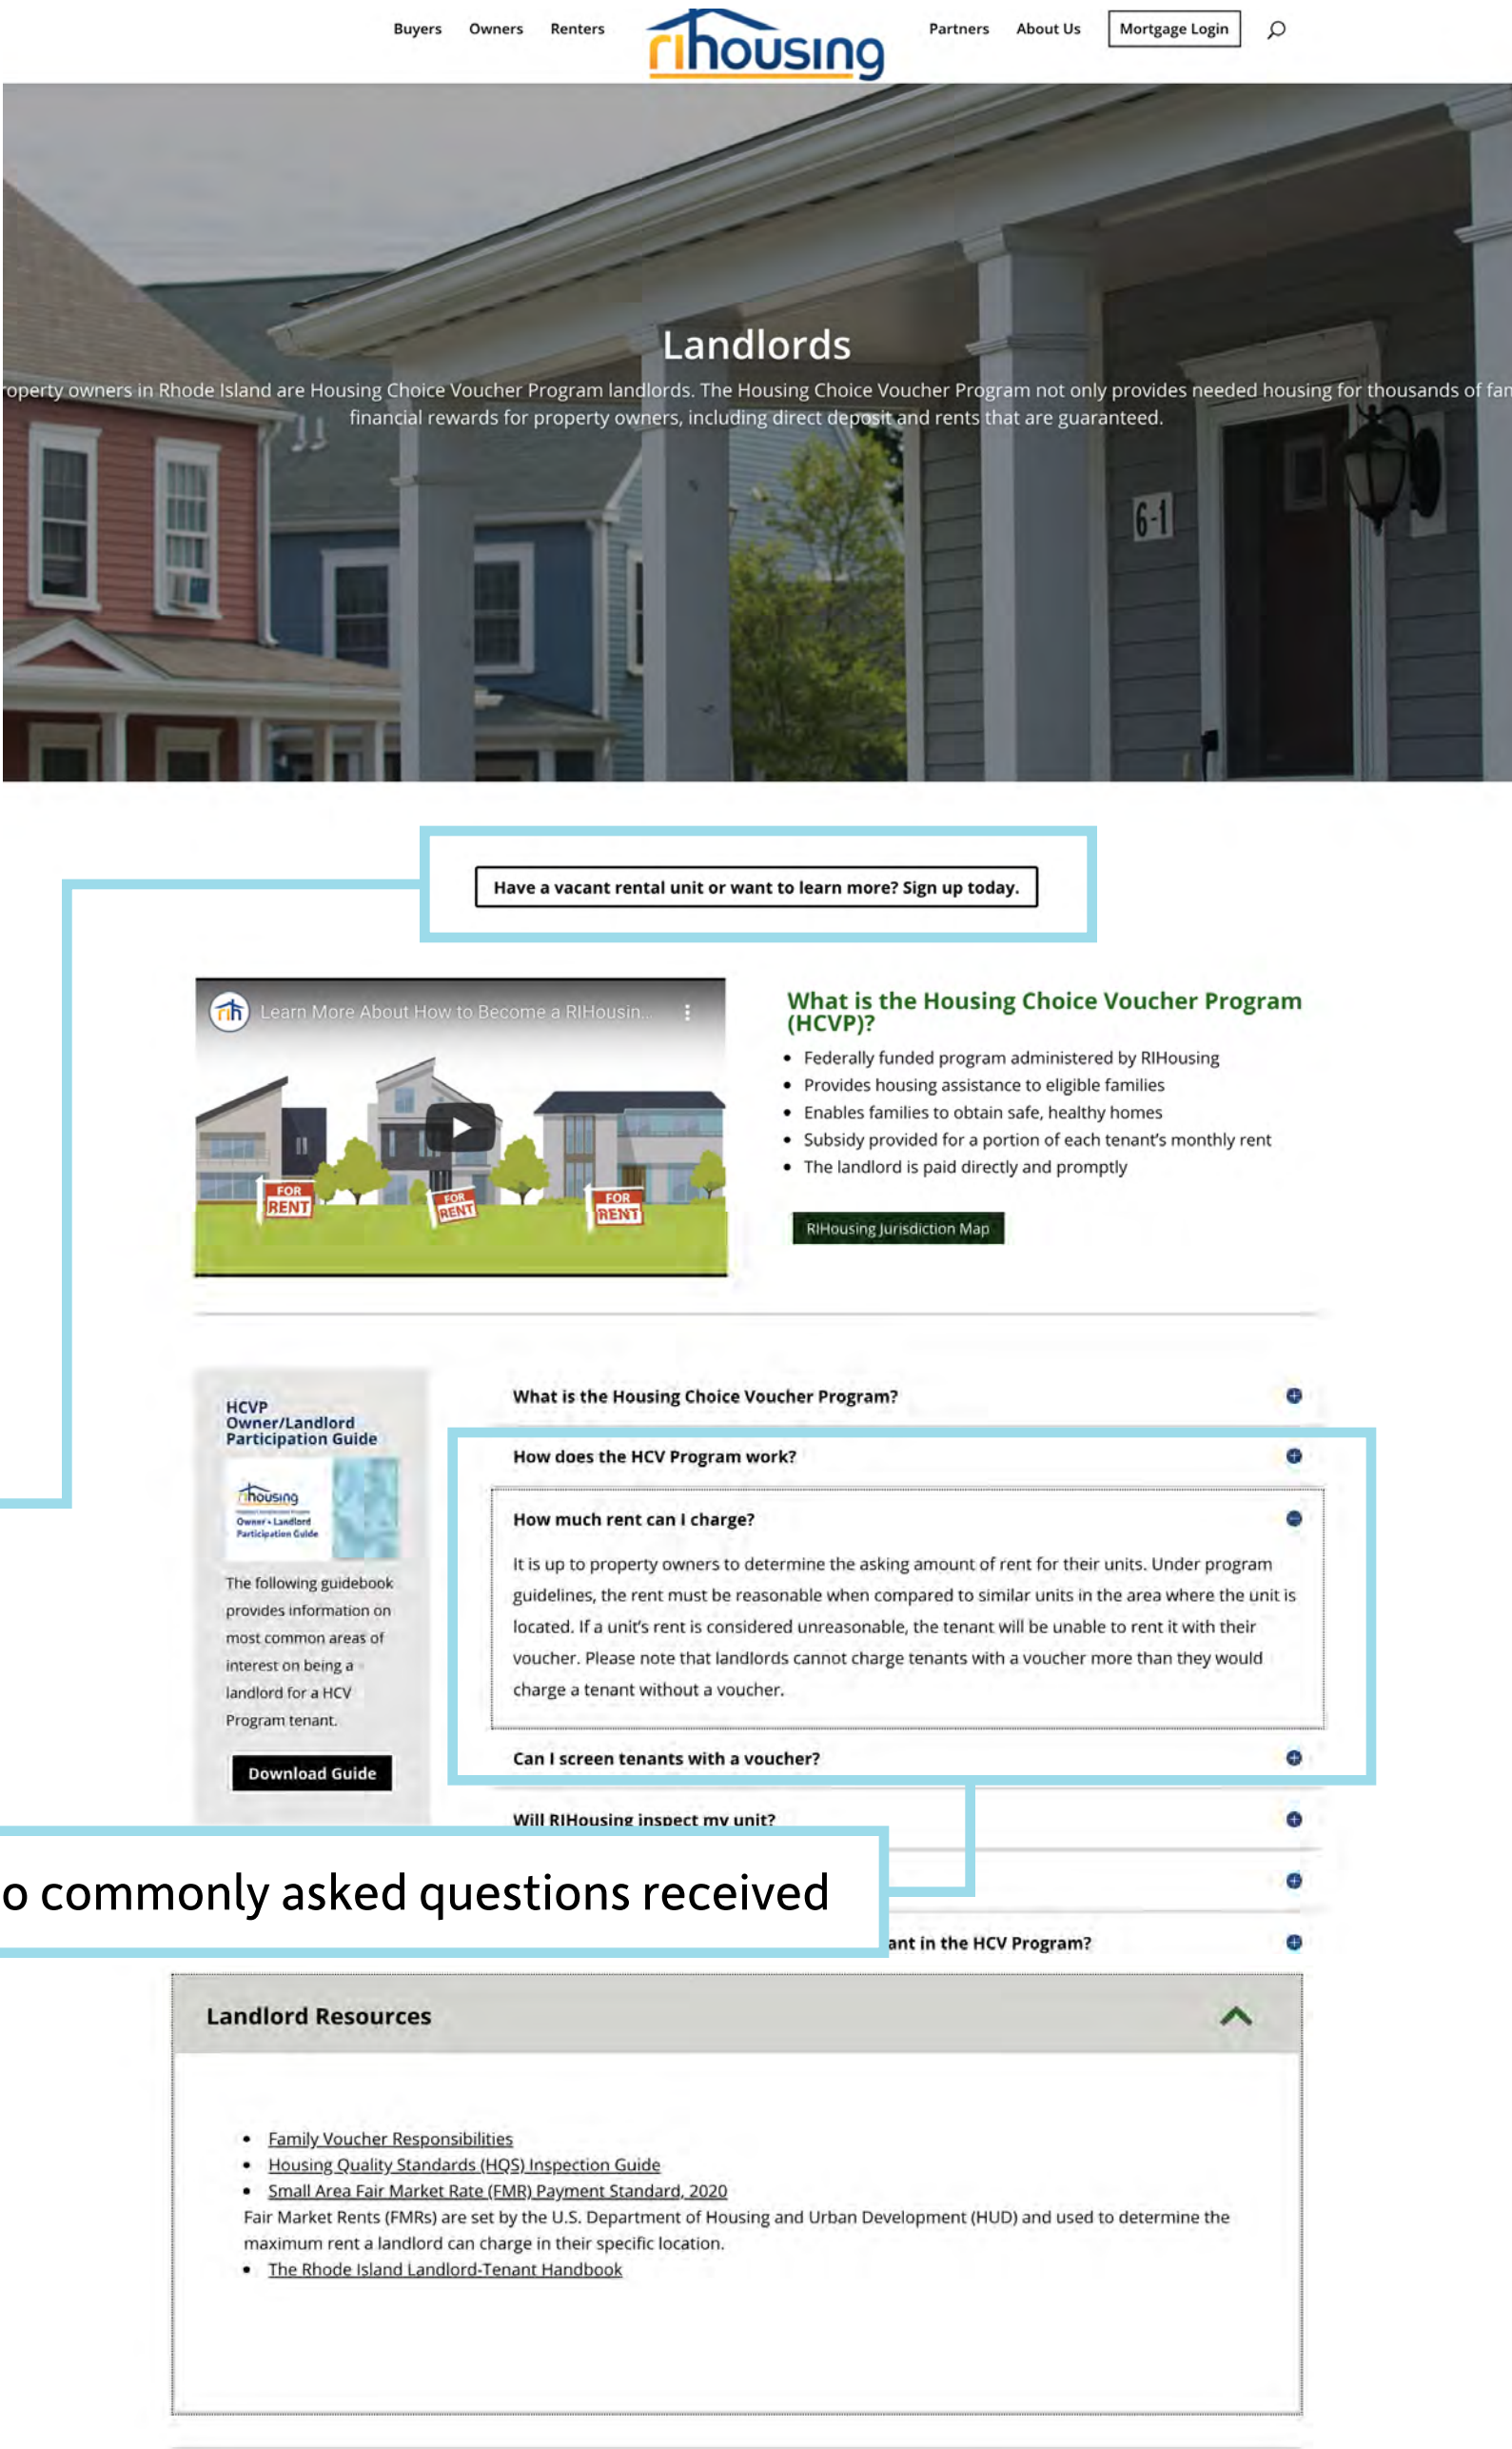 Buyers Owners Renters rihousing Partners About Us Mortgage Login
Landlords
operty owners in Rhode Island are Housing Choice Voucher Program landlords. The Housing Choice Voucher Program not only provides needed housing for thousands of fam
financial rewards for property owners, including direct deposit and rents that are guaranteed.
6-1
Have a vacant rental unit or want to learn more? Sign up today.
rih Learn More About How to Become a RIHousin...
FOR RENT
FOR RENT
FOR RENT
What is the Housing Choice Voucher Program
(HCVP)?
• Federally funded program administered by RIHousing
• Provides housing assistance to eligible families
• Enables families to obtain safe, healthy homes
• Subsidy provided for a portion of each tenant's monthly rent
• The landlord is paid directly and promptly
RIHousing Jurisdiction Map
HCVP
Owner/Landlord
Participation Guide
rihousing
Owner • Landlord
Participation Guide
The following guidebook
provides information on
most common areas of
interest on being a
landlord for a HCV
Program tenant.
Download Guide
What is the Housing Choice Voucher Program?
How does the HCV Program work?
How much rent can I charge?
It is up to property owners to determine the asking amount of rent for their units. Under program
guidelines, the rent must be reasonable when compared to similar units in the area where the unit is
located. If a unit's rent is considered unreasonable, the tenant will be unable to rent it with their
voucher. Please note that landlords cannot charge tenants with a voucher more than they would
charge a tenant without a voucher.
Can I screen tenants with a voucher?
Will RIHousing inspect my unit?
o commonly asked questions received
ant in the HCV Program?
Landlord Resources
• Family Voucher Responsibilities
• Housing Quality Standards (HQS) Inspection Guide
• Small Area Fair Market Rate (FMR) Payment Standard, 2020
Fair Market Rents (FMRs) are set by the U.S. Department of Housing and Urban Development (HUD) and used to determine the
maximum rent a landlord can charge in their specific location.
• The Rhode Island Landlord-Tenant Handbook